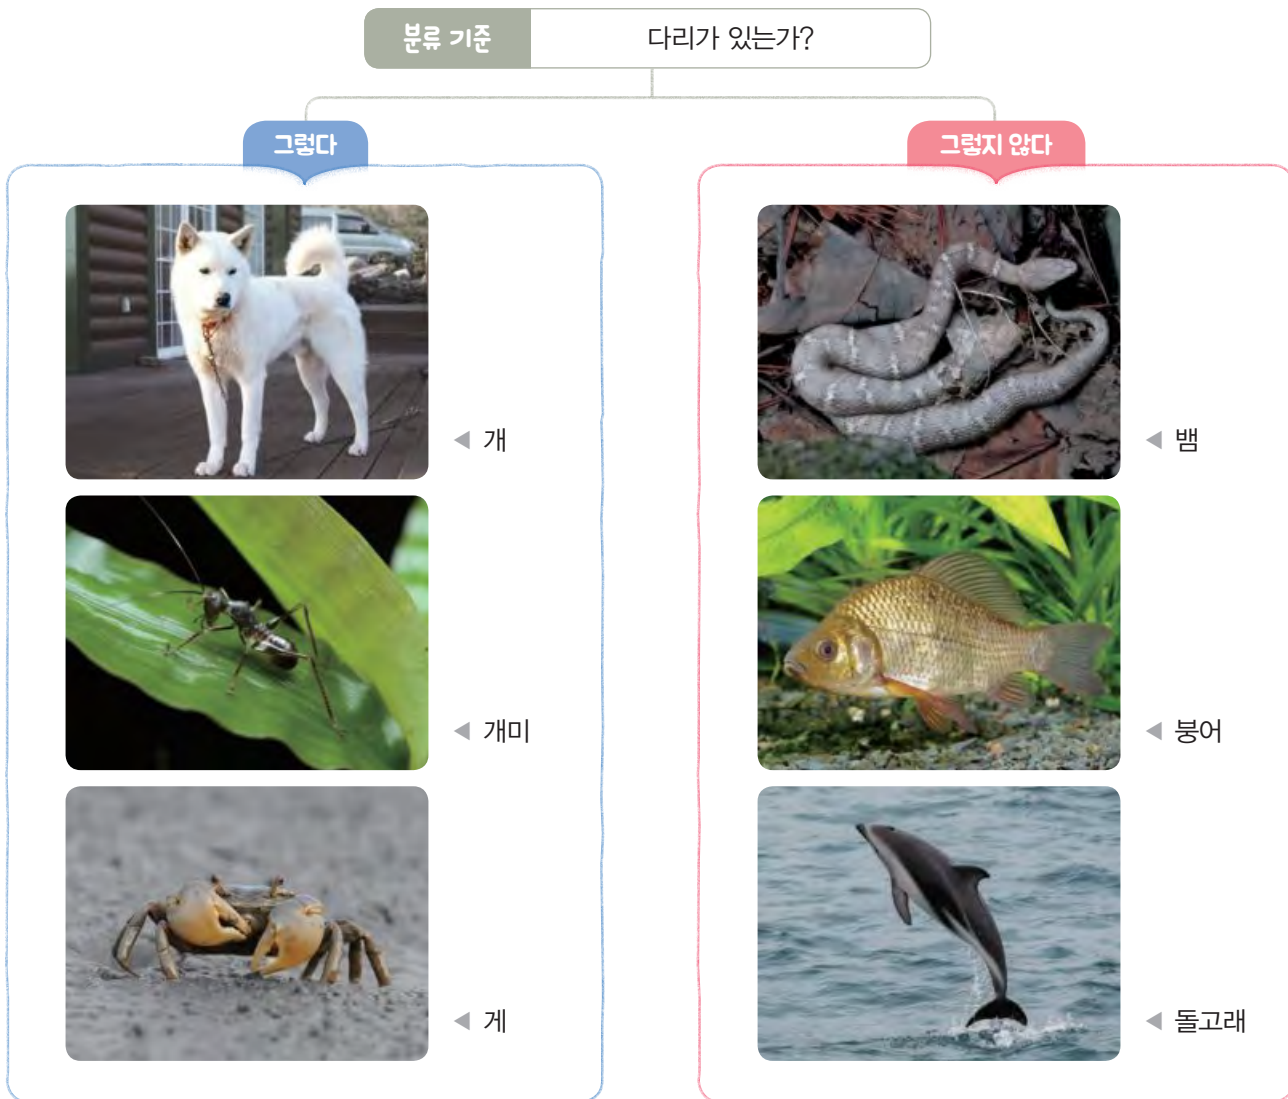 분류 기준
다리가 있는가?
그렇다
그렇지 않다
◀ 개
◀ 개미
◀ 게
◀ 뱀
◀ 붕어
◀ 돌고래